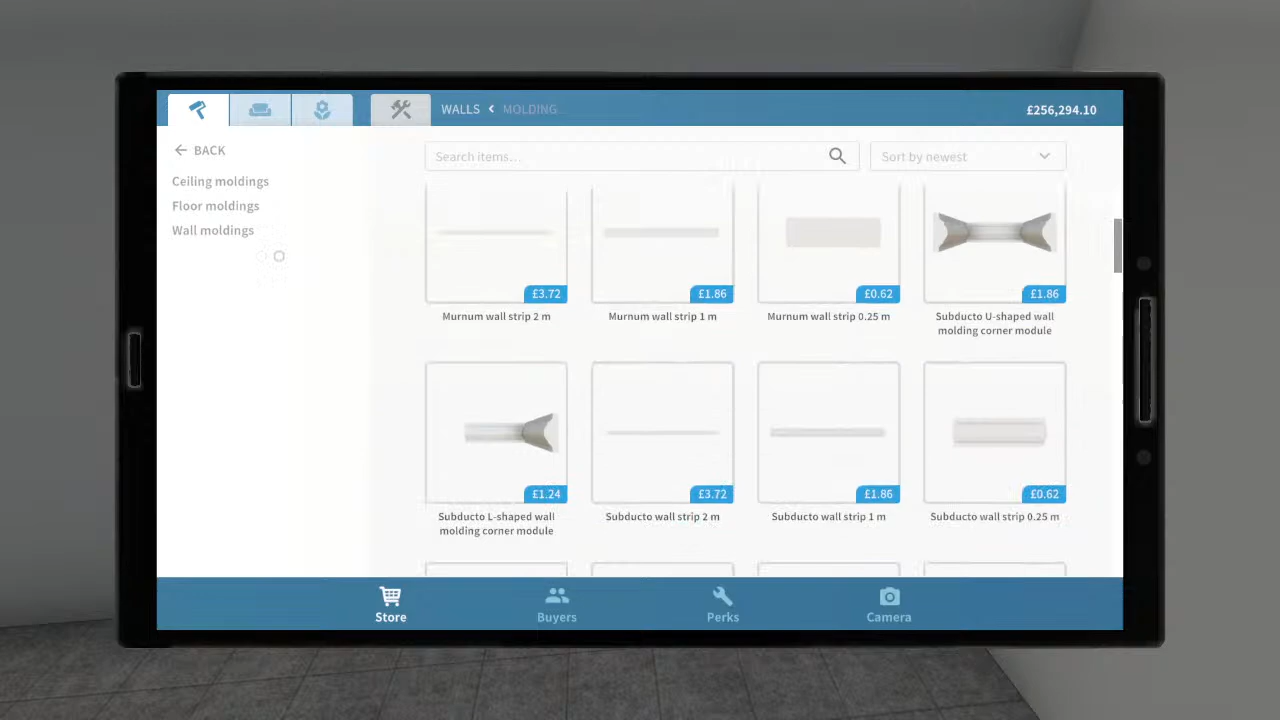 WALLS < MOLDING
£256,294.10
BACK
Ceiling moldings
Floor moldings
Wall moldings
Search items...
Sort by newest
£3.72
£1.86
£0.62
£1.86
Murnum wall strip 2 m
Murnum wall strip 1 m
Murnum wall strip 0.25 m
Subducto U-shaped wall
molding corner module
£1.24
£3.72
£1.86
£0.62
Subducto L-shaped wall
molding corner module
Subducto wall strip 2 m
Subducto wall strip 1 m
Subducto wall strip 0.25 m
Store
Buyers
Perks
Camera